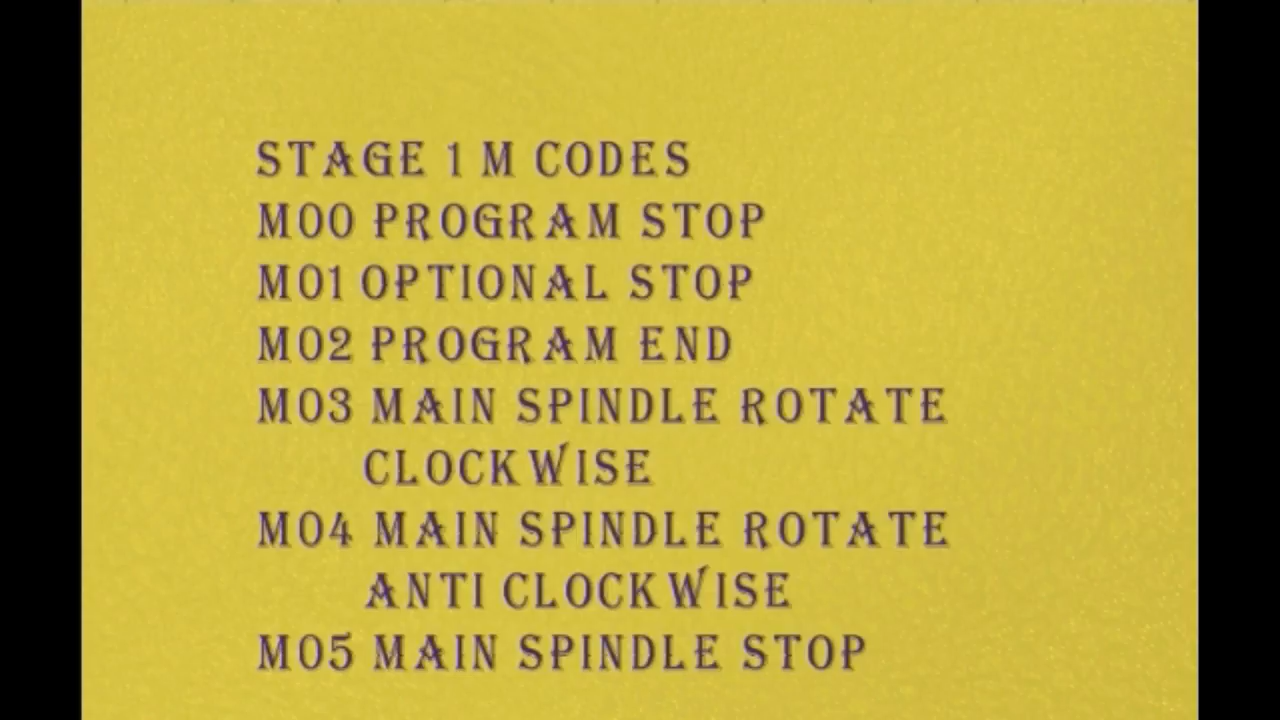 STAGE 1 M CODES
M00 PROGRAM STOP
M01 OPTIONAL STOP
M02 PROGRAM END
M03 MAIN SPINDLE ROTATE
CLOCKWISE
M04 MAIN SPINDLE ROTATE
ANTI CLOCKWISE
M05 MAIN SPINDLE STOP